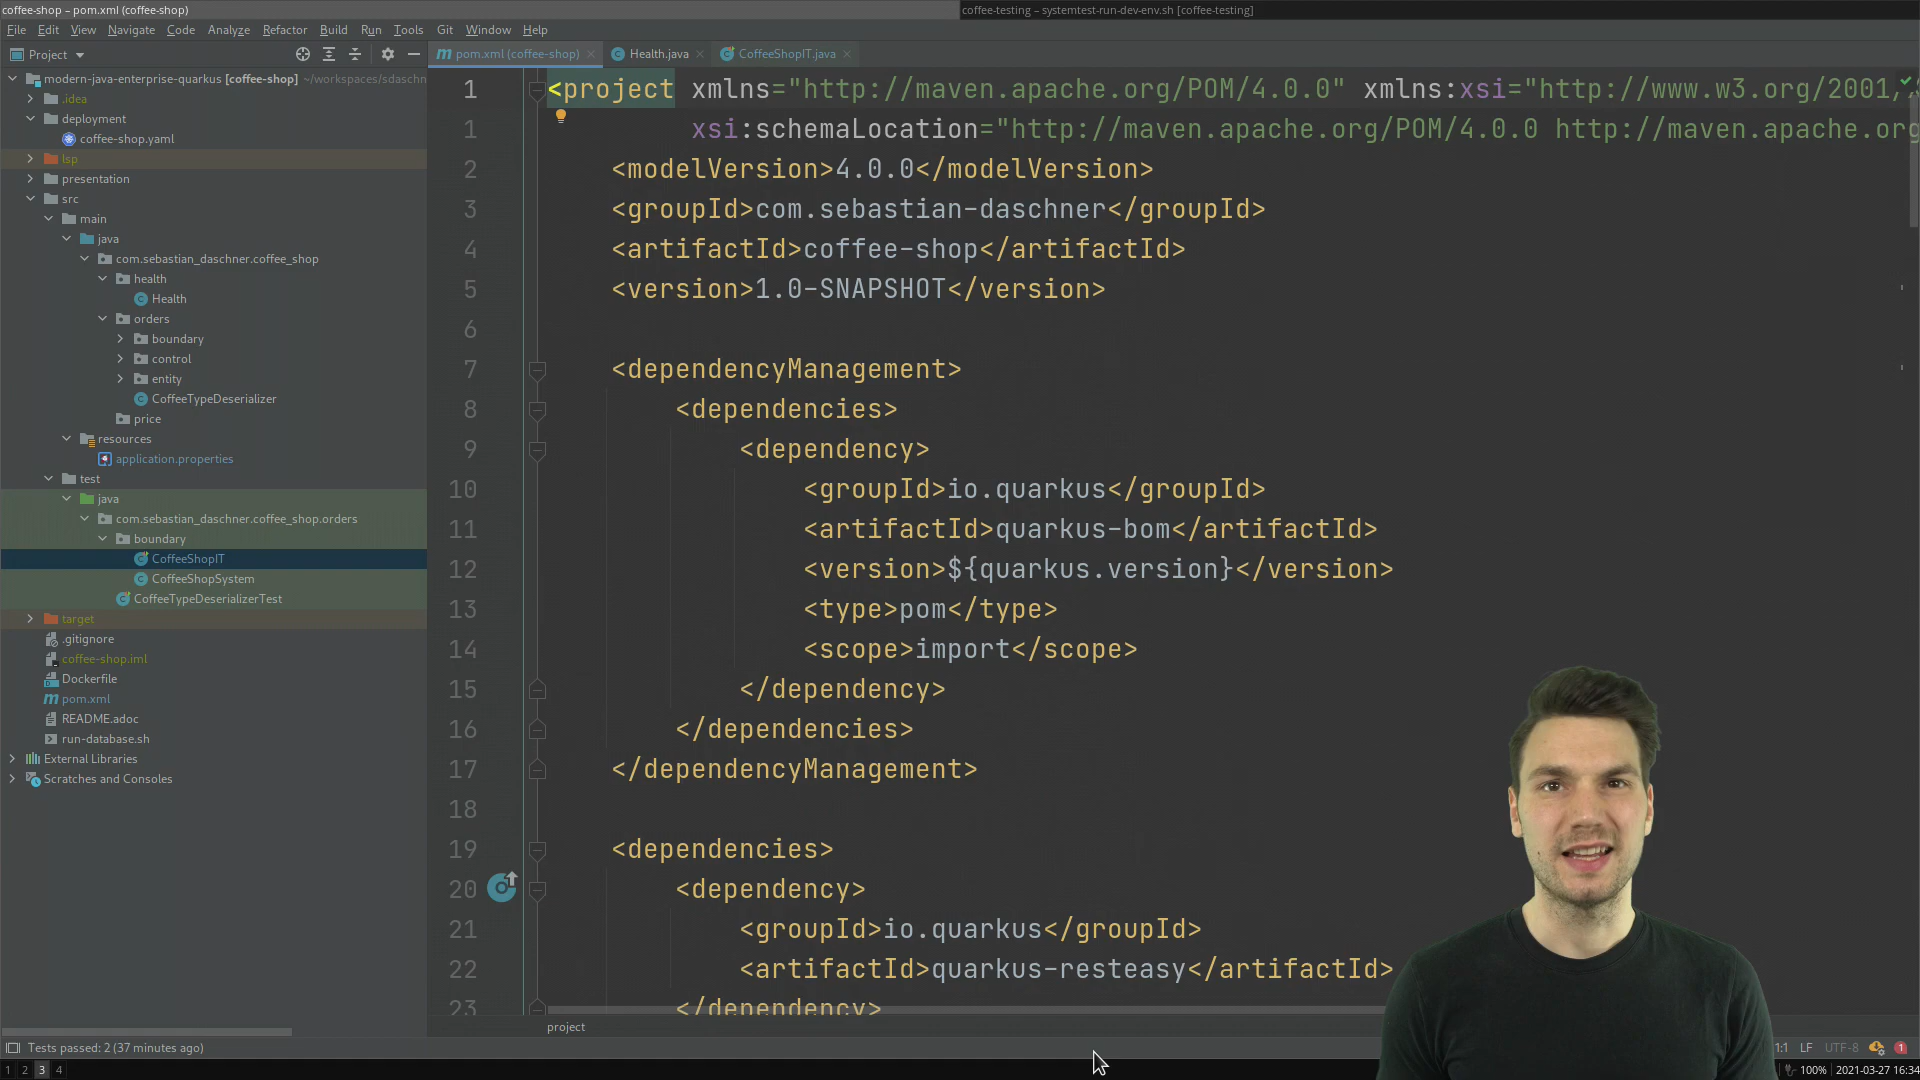 coffee-shop – pom.xml (coffee-shop)
coffee-testing – systemtest-run-dev-env.sh [coffee-testing]
File Edit View Navigate Code Analyze Refactor Build Run Tools Git Window Help
Project
pom.xml (coffee-shop)
Health.java
CoffeeShopIT.java
modern-java-enterprise-quarkus [coffee-shop] ~/workspaces/sdaschn
.idea
deployment
coffee-shop.yaml
lsp
presentation
src
main
java
com.sebastian_daschner.coffee_shop
health
Health
orders
boundary
control
entity
CoffeeTypeDeserializer
price
resources
application.properties
test
java
com.sebastian_daschner.coffee_shop.orders
boundary
CoffeeShopIT
CoffeeShopSystem
CoffeeTypeDeserializerTest
target
.gitignore
coffee-shop.iml
Dockerfile
pom.xml
README.adoc
run-database.sh
External Libraries
Scratches and Consoles
1 <project xmlns="http://maven.apache.org/POM/4.0.0" xmlns:xsi="http://www.w3.org/2001/
1 xsi:schemaLocation="http://maven.apache.org/POM/4.0.0 http://maven.apache.org
2 <modelVersion>4.0.0</modelVersion>
3 <groupId>com.sebastian-daschner</groupId>
4 <artifactId>coffee-shop</artifactId>
5 <version>1.0-SNAPSHOT</version>
6
7 <dependencyManagement>
8 <dependencies>
9 <dependency>
10 <groupId>io.quarkus</groupId>
11 <artifactId>quarkus-bom</artifactId>
12 <version>${quarkus.version}</version>
13 <type>pom</type>
14 <scope>import</scope>
15 </dependency>
16 </dependencies>
17 </dependencyManagement>
18
19 <dependencies>
20 <dependency>
21 <groupId>io.quarkus</groupId>
22 <artifactId>quarkus-resteasy</artifactId>
23 </dependency>
project
Tests passed: 2 (37 minutes ago)
1:1 LF UTF-8 1
1 2 3 4
100% 2021-03-27 16:34